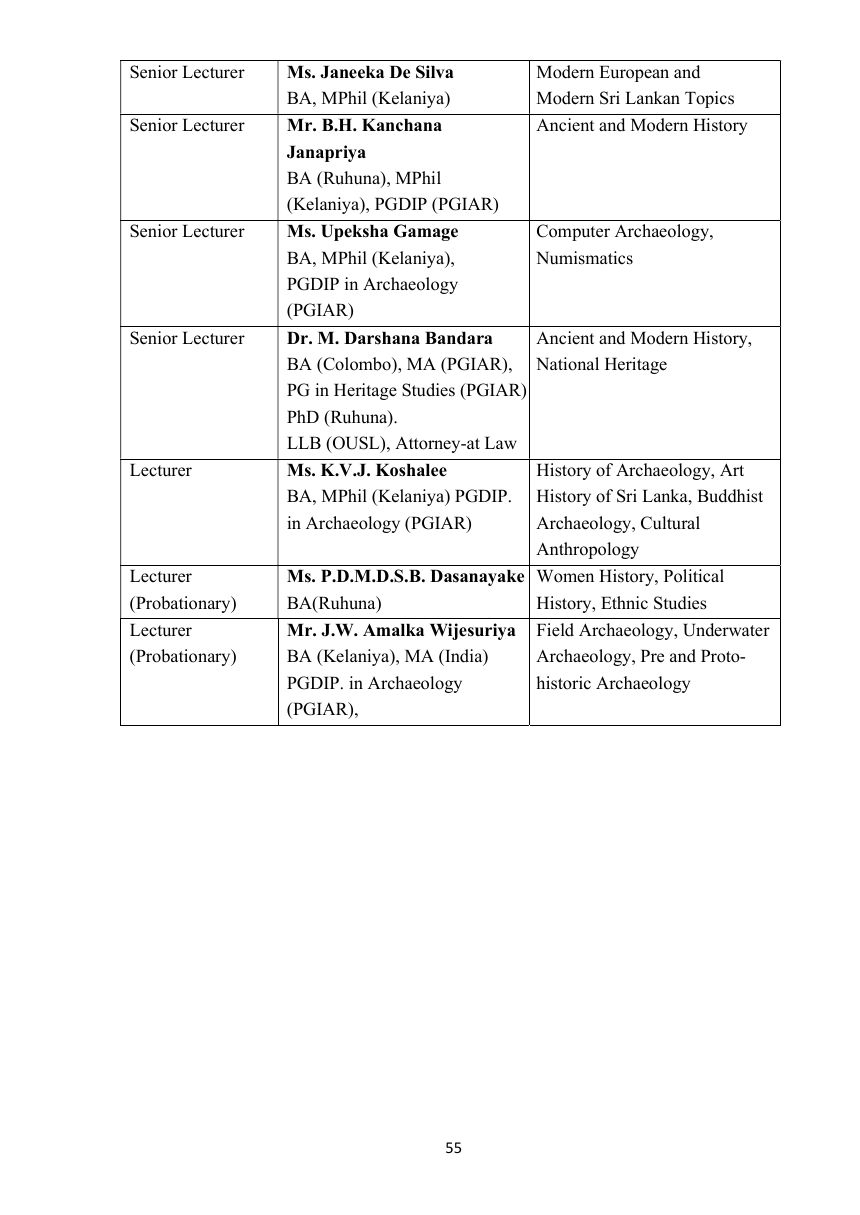 Senior Lecturer
Ms. Janeeka De Silva
BA, MPhil (Kelaniya)
Modern European and
Modern Sri Lankan Topics
Senior Lecturer
Mr. B.H. Kanchana
Janapriya
BA (Ruhuna), MPhil
(Kelaniya), PGDIP (PGIAR)
Ancient and Modern History
Senior Lecturer
Ms. Upeksha Gamage
BA, MPhil (Kelaniya),
PGDIP in Archaeology
(PGIAR)
Computer Archaeology,
Numismatics
Senior Lecturer
Dr. M. Darshana Bandara
BA (Colombo), MA (PGIAR),
PG in Heritage Studies (PGIAR)
PhD (Ruhuna).
LLB (OUSL), Attorney-at Law
Ancient and Modern History,
National Heritage
Lecturer
Ms. K.V.J. Koshalee
BA, MPhil (Kelaniya) PGDIP.
in Archaeology (PGIAR)
History of Archaeology, Art
History of Sri Lanka, Buddhist
Archaeology, Cultural
Anthropology
Lecturer
(Probationary)
Ms. P.D.M.D.S.B. Dasanayake
BA(Ruhuna)
Women History, Political
History, Ethnic Studies
Lecturer
(Probationary)
Mr. J.W. Amalka Wijesuriya
BA (Kelaniya), MA (India)
PGDIP. in Archaeology
(PGIAR),
Field Archaeology, Underwater
Archaeology, Pre and Proto-
historic Archaeology
55